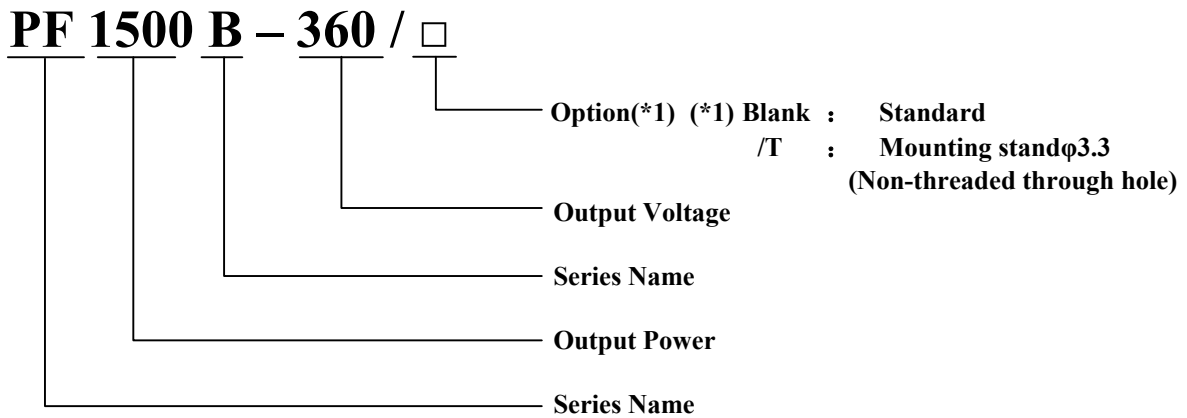 PF 1500 B – 360 / □
Option(*1) (*1) Blank : Standard
/T : Mounting standφ3.3
(Non-threaded through hole)
Output Voltage
Series Name
Output Power
Series Name